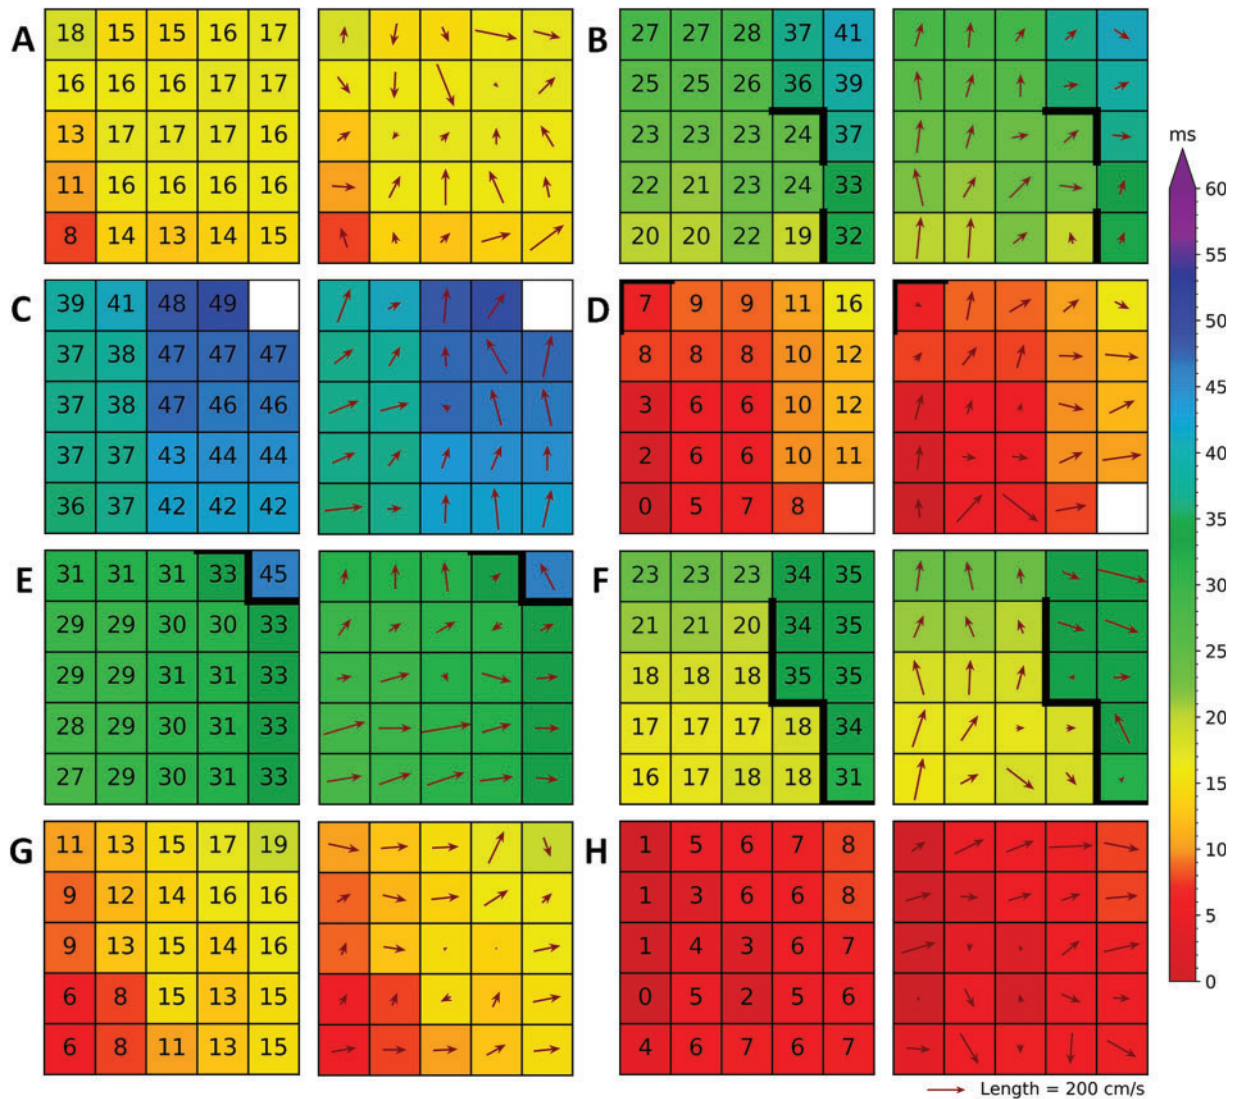 A
18 15 15 16 17
16 16 16 17 17
13 17 17 17 16
11 16 16 16 16
8 14 13 14 15
B
27 27 28 37 41
25 25 26 36 39
23 23 23 24 37
22 21 23 24 33
20 20 22 19 32
C
39 41 48 49
37 38 47 47 47
37 38 47 46 46
37 37 43 44 44
36 37 42 42 42
D
7 9 9 11 16
8 8 8 10 12
3 6 6 10 12
2 6 6 10 11
0 5 7 8
E
31 31 31 33 45
29 29 30 30 33
29 29 31 31 33
28 29 30 31 33
27 29 30 31 33
F
23 23 23 34 35
21 21 20 34 35
18 18 18 35 35
17 17 17 18 34
16 17 18 18 31
G
11 13 15 17 19
9 12 14 16 16
9 13 15 14 16
6 8 15 13 15
6 8 11 13 15
H
1 5 6 7 8
1 3 6 6 8
1 4 3 6 7
0 5 2 5 6
4 6 7 6 7
ms
60
55
50
45
40
35
30
25
20
15
10
5
0
Length = 200 cm/s